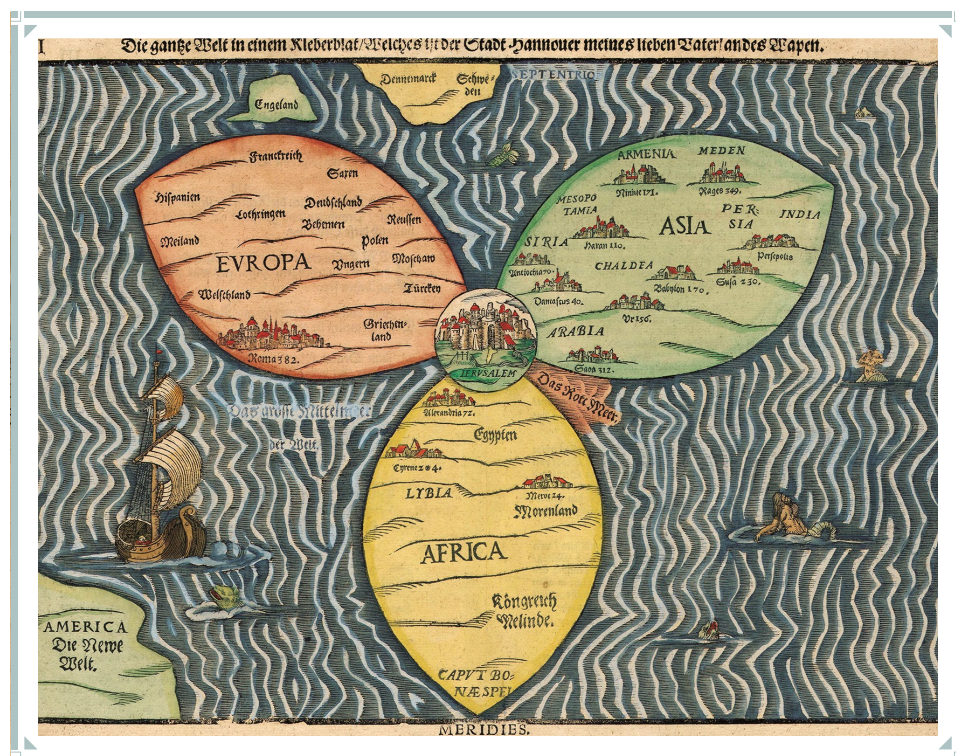 I
Die gantze Welt in einem Kleberblat/Welches ist der Stadt Hannouer meines lieben Vaterlandes Wapen.
SEPTENTRIO
Engeland
Dennemarck
Schwe-
den
Franckreich
Saxen
Hispanien
Deudschland
Lothringen
Behemen
Reussen
Meiland
Polen
EVROPA
Vngern
Moschaw
Welschland
Türckey
Griechen-
land
Roma 382.
ARMENIA
MEDEN
Niniue 171.
Rages 349.
MESOPO
TAMIA
PER-
SIA
INDIA
ASIA
SIRIA
Haran 110.
Persepolis
Antiochia 70.
CHALDEA
Babylon 170.
Susa 230.
Damascus 40.
Vr 156.
ARABIA
Saba 312.
IERVSALEM
Das Rote Meer.
Das grosse Mittelmeer
der Welt.
Alexandria 72.
Egypten
Cyrene 204.
LYBIA
Meroe 24.
Morenland
AFRICA
Köngreich
Melinde.
CAPVT BO-
NÆ SPEI
AMERICA
Die Newe
Welt.
MERIDIES.